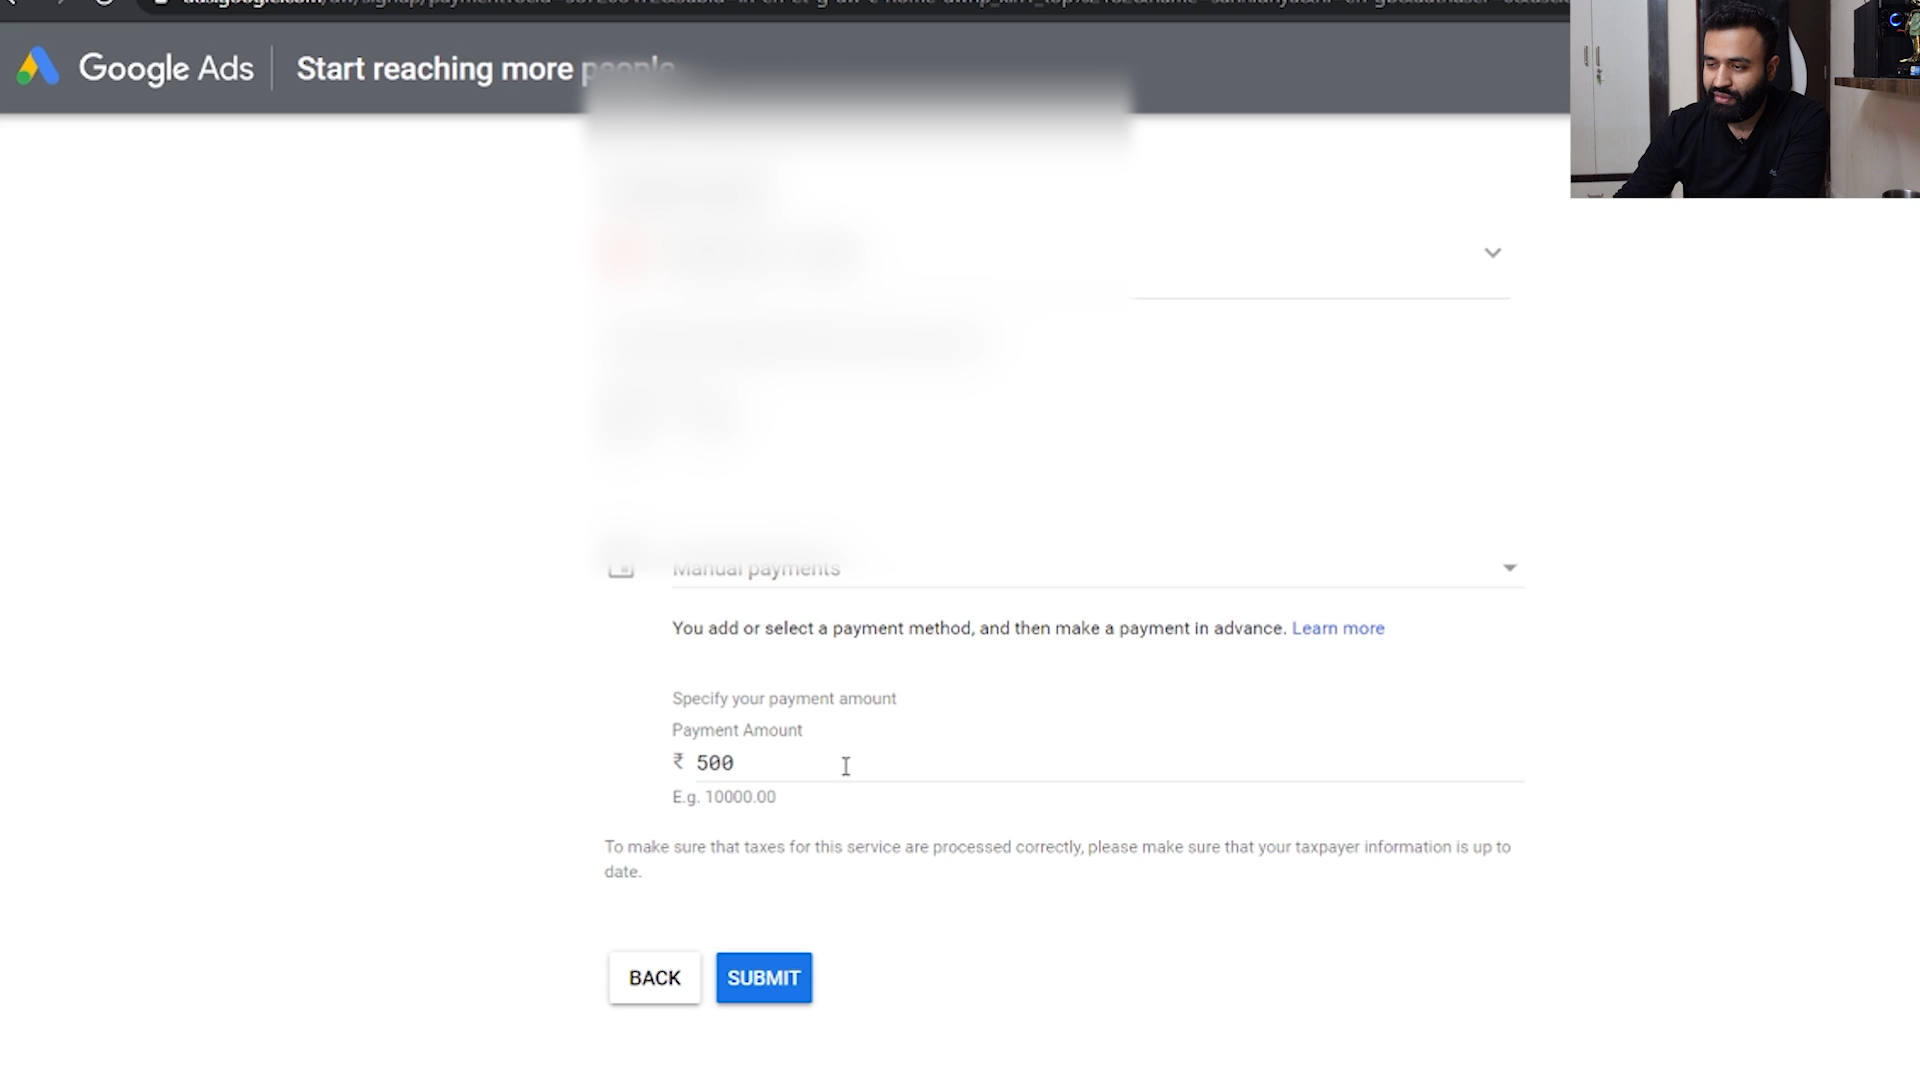 Google Ads
Start reaching more people
Manual payments
You add or select a payment method, and then make a payment in advance. Learn more
Specify your payment amount
Payment Amount
₹ 500
E.g. 10000.00
To make sure that taxes for this service are processed correctly, please make sure that your taxpayer information is up to
date.
BACK
SUBMIT